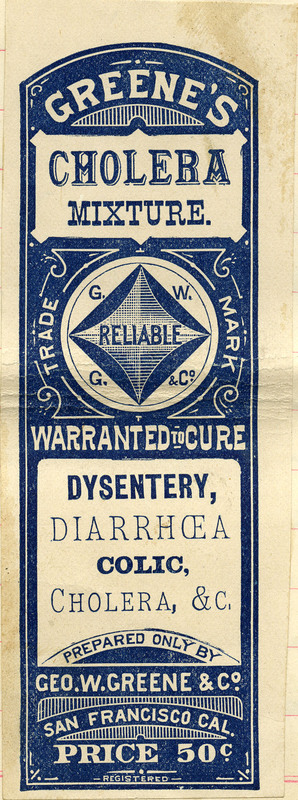 GREENE'S
CHOLERA
MIXTURE.
G. W.
TRADE RELIABLE MARK
G. & Co
WARRANTED TO CURE
DYSENTERY,
DIARRHŒA
COLIC,
CHOLERA, &C.
PREPARED ONLY BY
GEO. W. GREENE & Co.
SAN FRANCISCO CAL.
PRICE 50c
REGISTERED